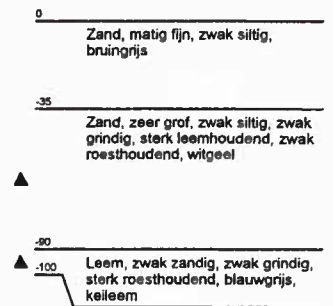 0
Zand, matig fijn, zwak siltig,
bruingrijs
-35
Zand, zeer grof, zwak siltig, zwak
grindig, sterk leemhoudend, zwak
roesthoudend, witgeel
-90
-100
Leem, zwak zandig, zwak grindig,
sterk roesthoudend, blauwgrijs,
keileem